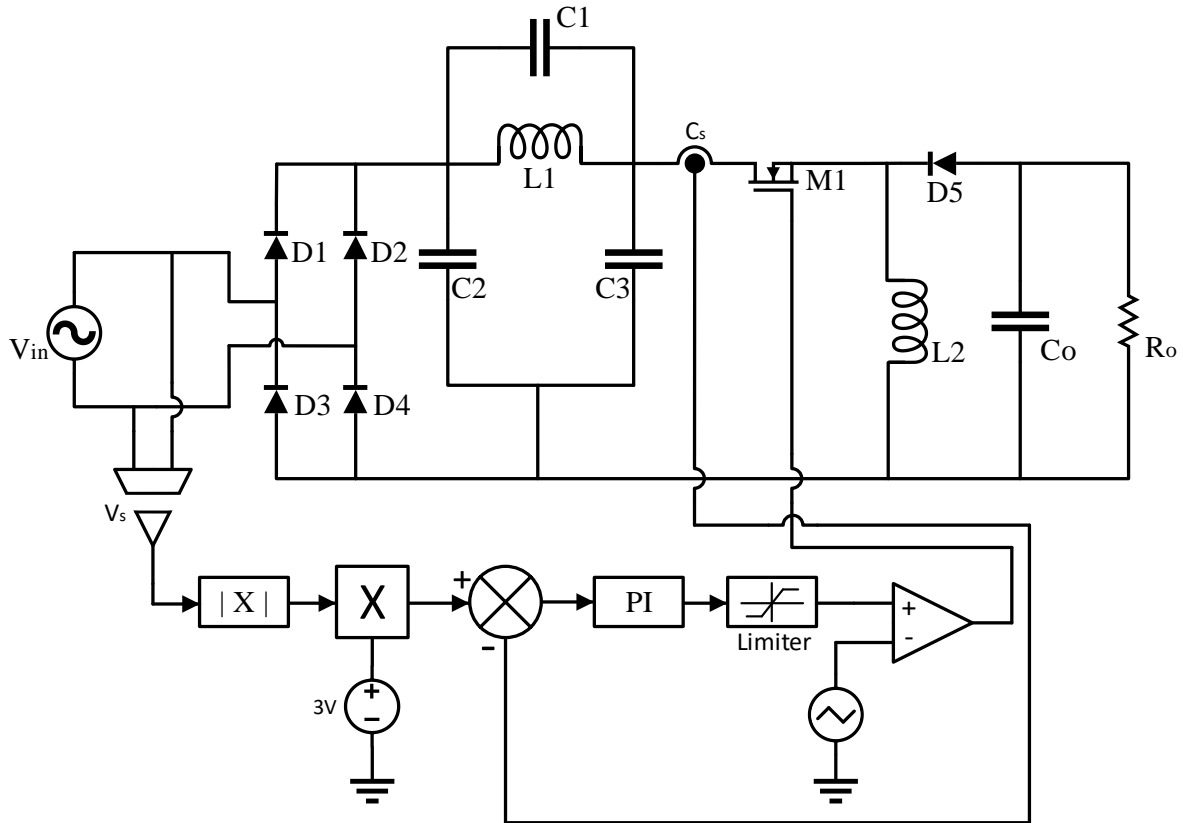 C1
Cs
L1
M1
D5
D1
D2
C2
C3
Vin
L2
Co
Ro
D3
D4
Vs
+
| X |
X
PI
Limiter
+
-
-
3V
+
−